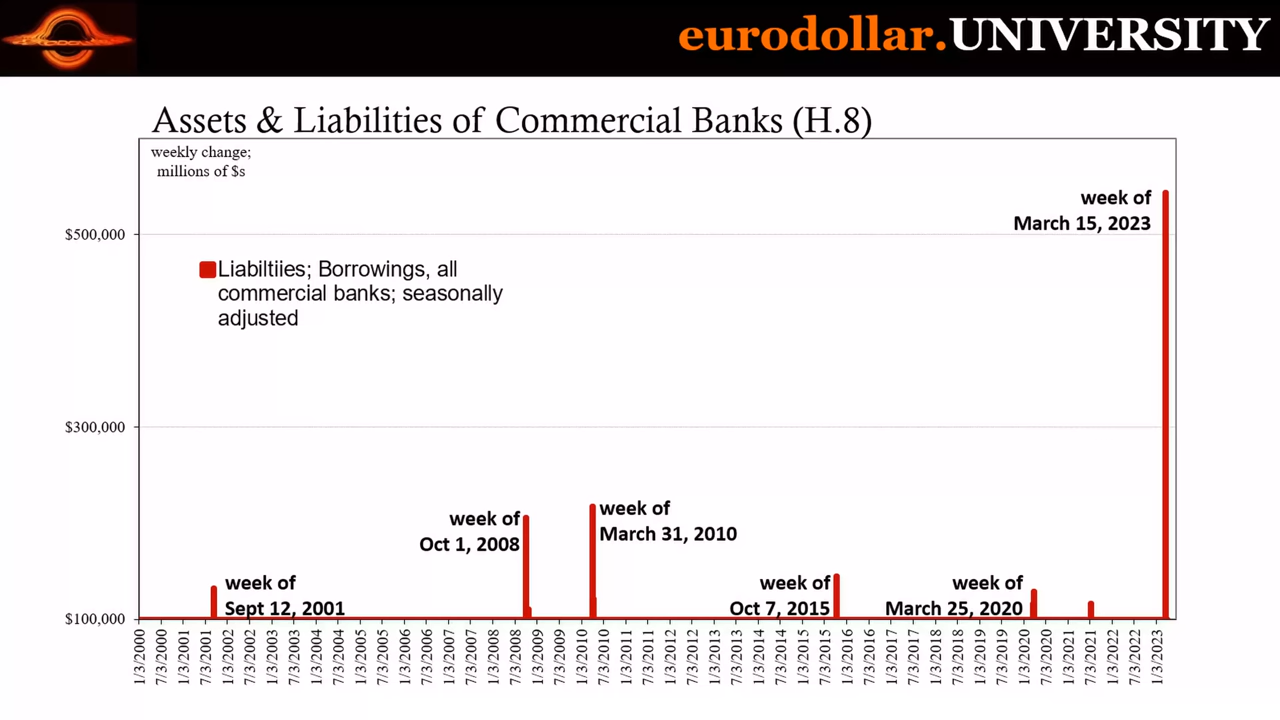 eurodollar.UNIVERSITY
Assets & Liabilities of Commercial Banks (H.8)
weekly change;
millions of $s
week of
March 15, 2023
$500,000
Liabiltiies; Borrowings, all
commercial banks; seasonally
adjusted
$300,000
week of
Oct 1, 2008
week of
March 31, 2010
week of
Sept 12, 2001
week of
Oct 7, 2015
week of
March 25, 2020
$100,000
1/3/2000
7/3/2000
1/3/2001
7/3/2001
1/3/2002
7/3/2002
1/3/2003
7/3/2003
1/3/2004
7/3/2004
1/3/2005
7/3/2005
1/3/2006
7/3/2006
1/3/2007
7/3/2007
1/3/2008
7/3/2008
1/3/2009
7/3/2009
1/3/2010
7/3/2010
1/3/2011
7/3/2011
1/3/2012
7/3/2012
1/3/2013
7/3/2013
1/3/2014
7/3/2014
1/3/2015
7/3/2015
1/3/2016
7/3/2016
1/3/2017
7/3/2017
1/3/2018
7/3/2018
1/3/2019
7/3/2019
1/3/2020
7/3/2020
1/3/2021
7/3/2021
1/3/2022
7/3/2022
1/3/2023